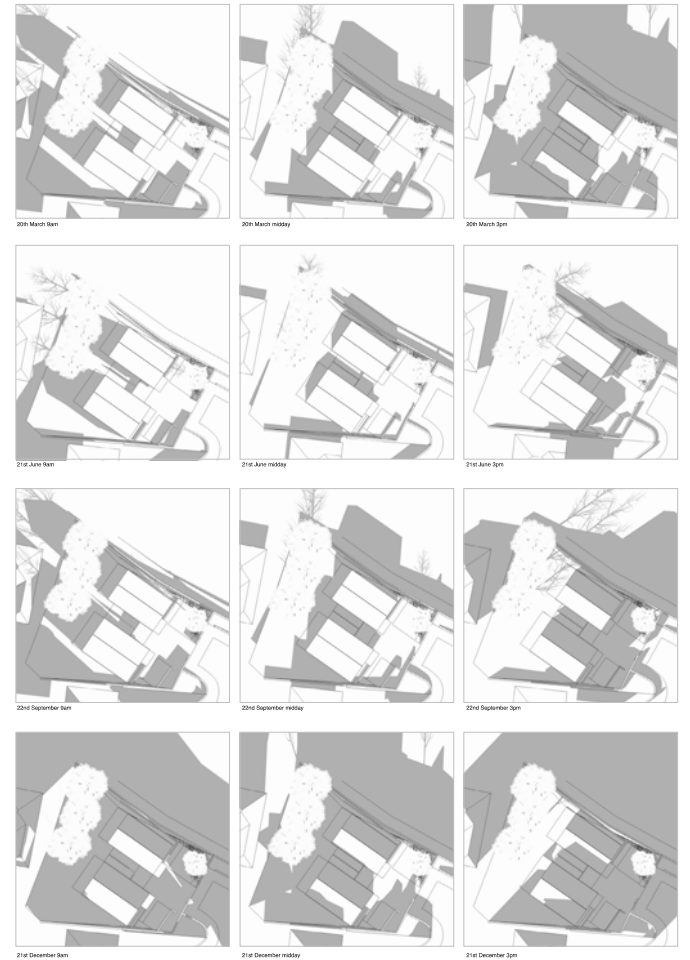 20th March 9am
20th March midday
20th March 3pm
21st June 9am
21st June midday
21st June 3pm
22nd September 9am
22nd September midday
22nd September 3pm
21st December 9am
21st December midday
21st December 3pm